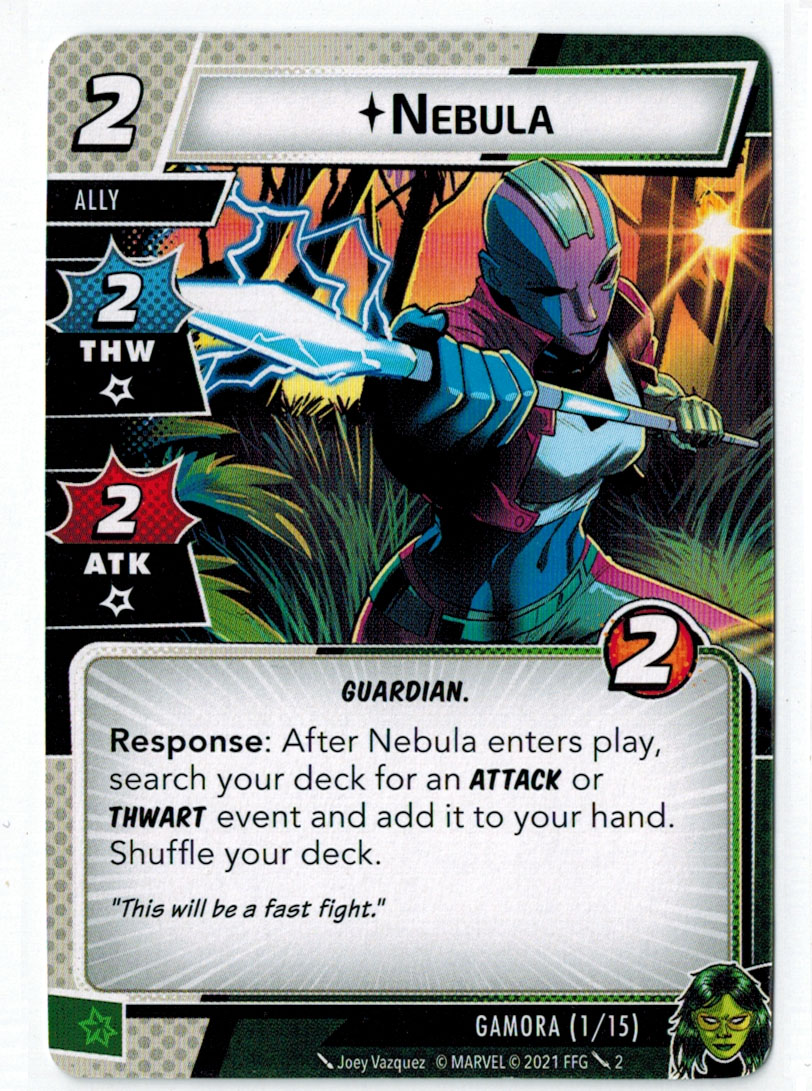 2
NEBULA
ALLY
2
THW
2
ATK
2
GUARDIAN.
Response: After Nebula enters play,
search your deck for an ATTACK or
THWART event and add it to your hand.
Shuffle your deck.
"This will be a fast fight."
GAMORA (1/15)
Joey Vazquez © MARVEL © 2021 FFG 2